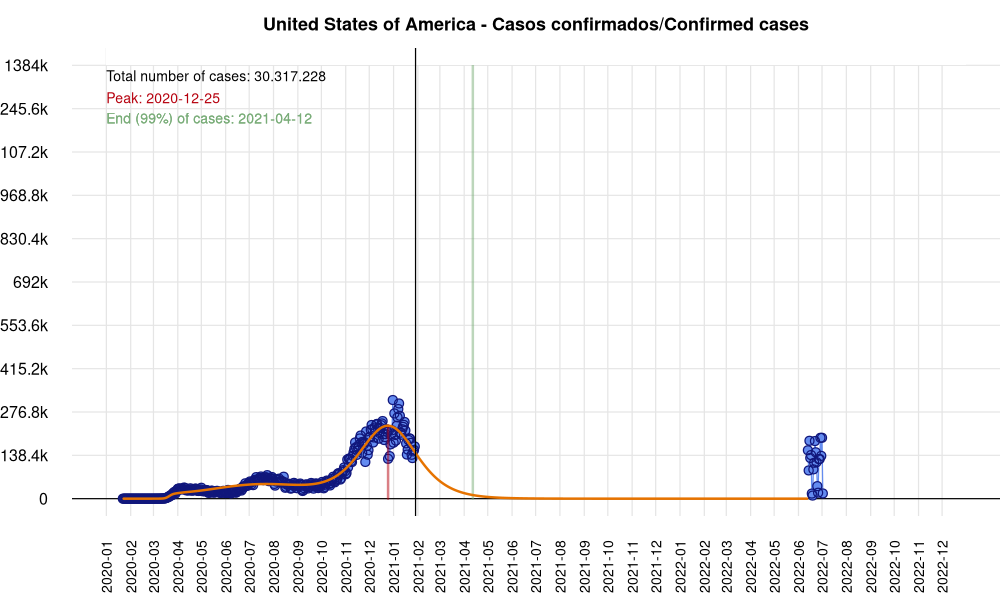 United States of America - Casos confirmados/Confirmed cases
Total number of cases: 30.317.228
Peak: 2020-12-25
End (99%) of cases: 2021-04-12
1384k
245.6k
107.2k
968.8k
830.4k
692k
553.6k
415.2k
276.8k
138.4k
0
2020-01
2020-02
2020-03
2020-04
2020-05
2020-06
2020-07
2020-08
2020-09
2020-10
2020-11
2020-12
2021-01
2021-02
2021-03
2021-04
2021-05
2021-06
2021-07
2021-08
2021-09
2021-10
2021-11
2021-12
2022-01
2022-02
2022-03
2022-04
2022-05
2022-06
2022-07
2022-08
2022-09
2022-10
2022-11
2022-12